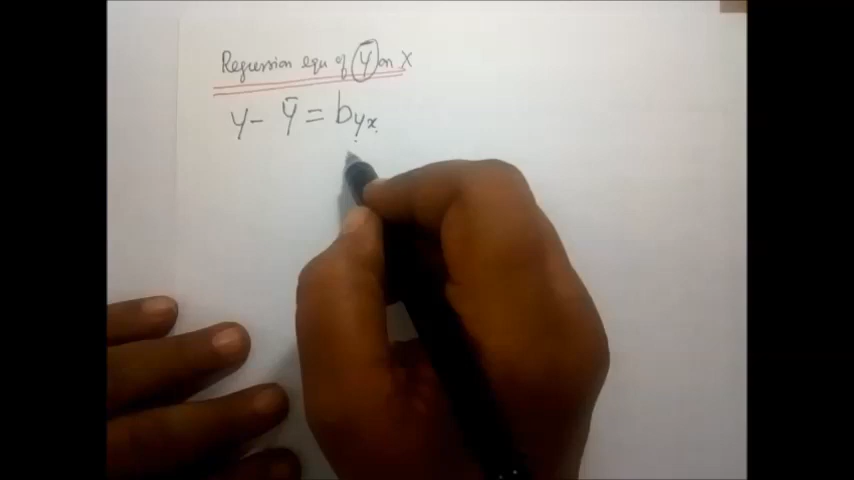 Regression equ of Y on X
Y - Ȳ = byx